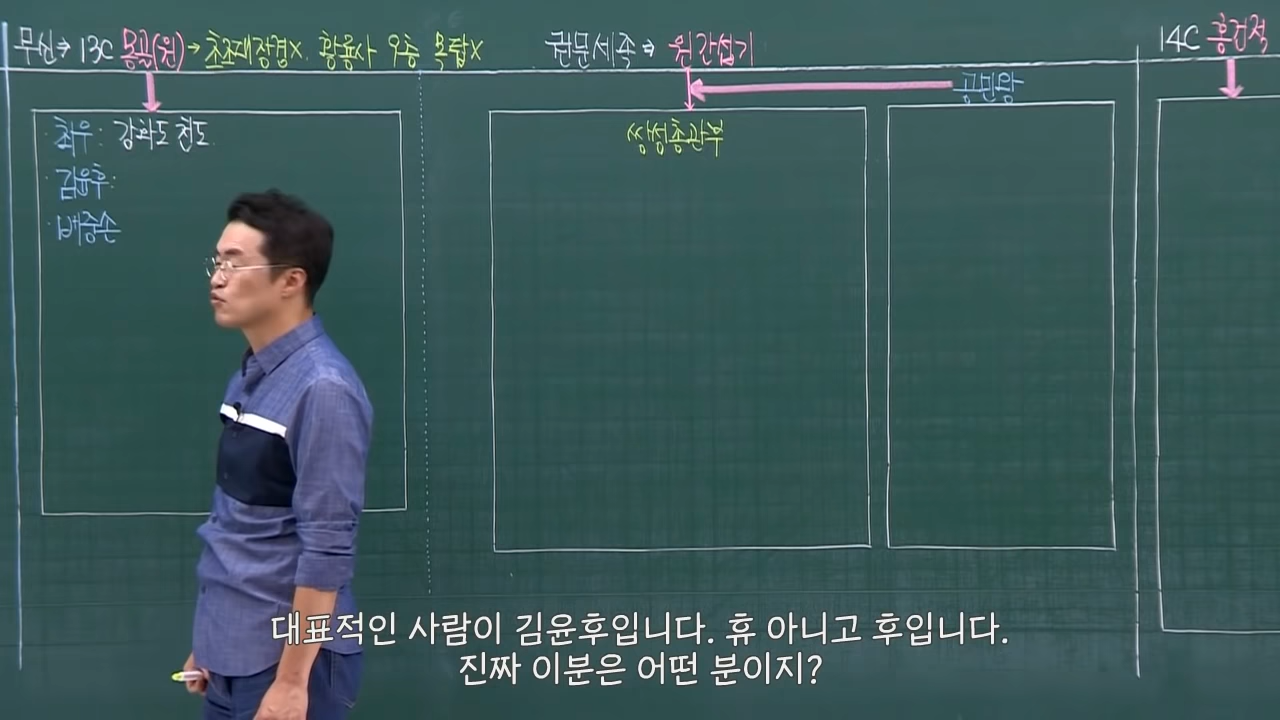 무신⇒ 13C 몽골(원)→초조대장경X 황룡사 9층 목탑X
권문세족⇒ 원간섭기
14C 홍건적
공민왕
·최우: 강화도 천도
·김윤후:
·배중손
쌍성총관부
대표적인 사람이 김윤후입니다. 휴 아니고 후입니다.
진짜 이분은 어떤 분이지?